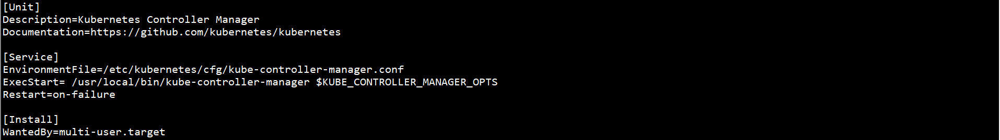 [Unit]
Description=Kubernetes Controller Manager
Documentation=https://github.com/kubernetes/kubernetes
[Service]
EnvironmentFile=/etc/kubernetes/cfg/kube-controller-manager.conf
ExecStart= /usr/local/bin/kube-controller-manager $KUBE_CONTROLLER_MANAGER_OPTS
Restart=on-failure
[Install]
WantedBy=multi-user.target